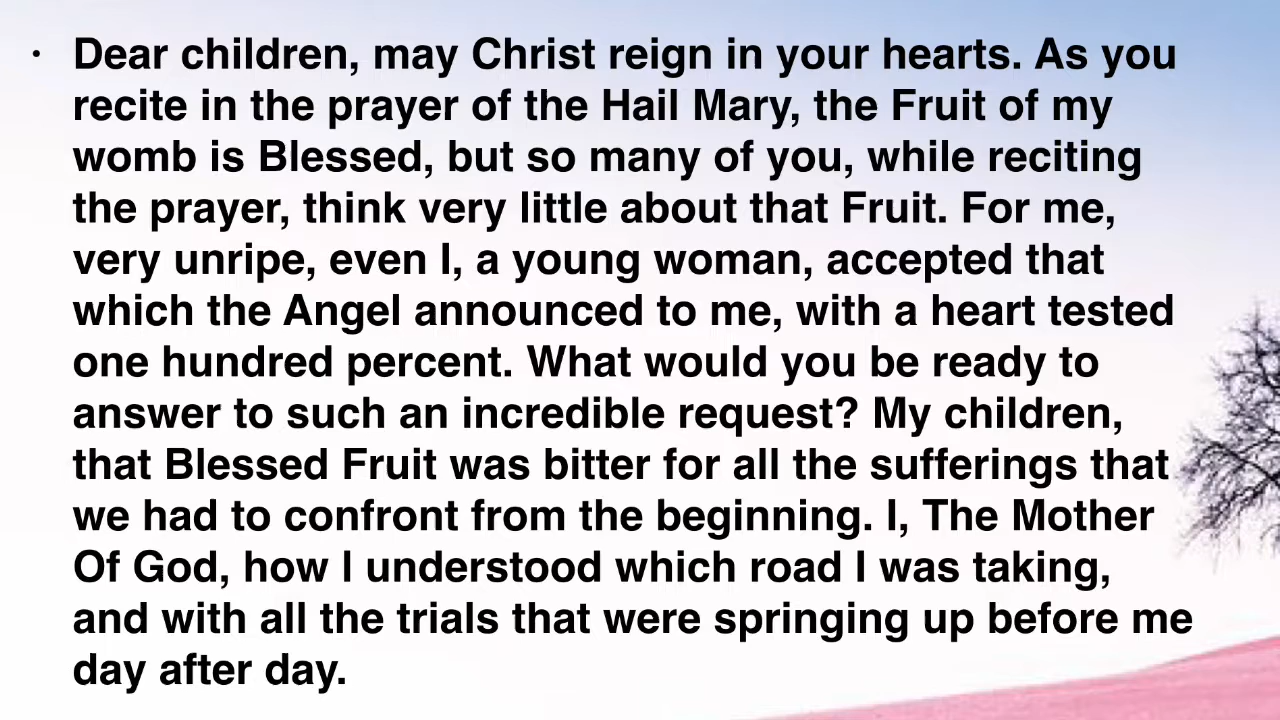 • Dear children, may Christ reign in your hearts. As you
recite in the prayer of the Hail Mary, the Fruit of my
womb is Blessed, but so many of you, while reciting
the prayer, think very little about that Fruit. For me,
very unripe, even I, a young woman, accepted that
which the Angel announced to me, with a heart tested
one hundred percent. What would you be ready to
answer to such an incredible request? My children,
that Blessed Fruit was bitter for all the sufferings that
we had to confront from the beginning. I, The Mother
Of God, how I understood which road I was taking,
and with all the trials that were springing up before me
day after day.